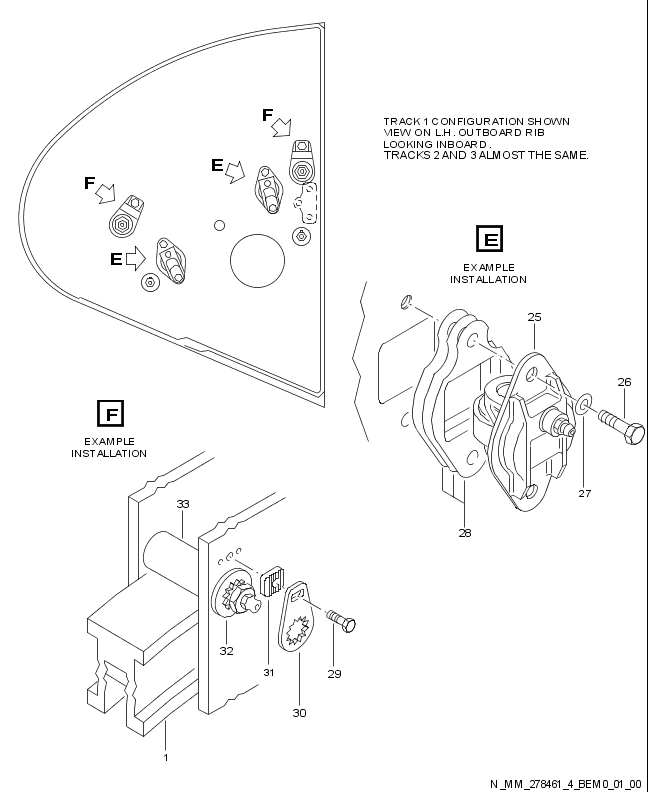 F
TRACK 1 CONFIGURATION SHOWN
VIEW ON L.H. OUTBOARD RIB
LOOKING INBOARD.
TRACKS 2 AND 3 ALMOST THE SAME.
E
F
E
E
EXAMPLE
INSTALLATION
25
26
27
28
F
EXAMPLE
INSTALLATION
33
32
31
30
29
1
N_MM_278461_4_BEM0_01_00